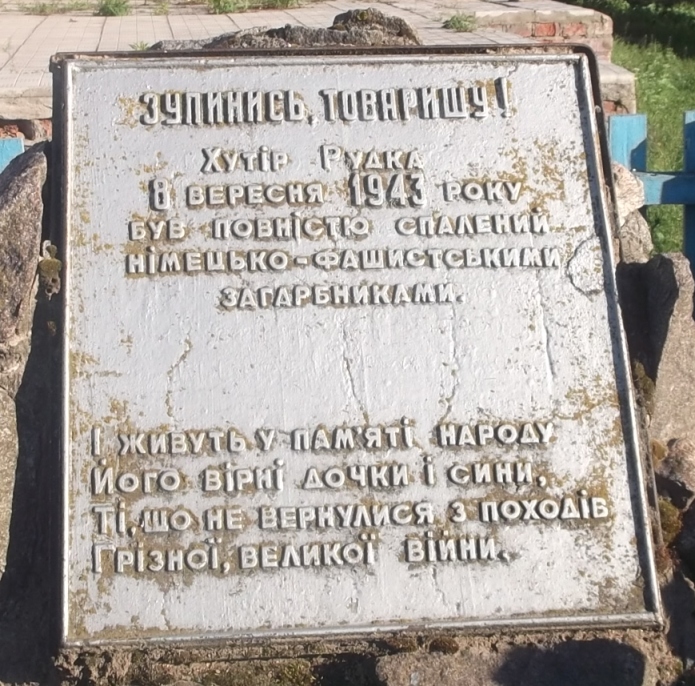 Зупинись, товаришу!
Хутір Рудка
8 вересня 1943 року
був повністю спалений
німецько-фашистськими
загарбниками.
І живуть у пам'яті народу
Його вірні дочки і сини,
Ті, що не вернулися з походів
Грізної, великої війни.